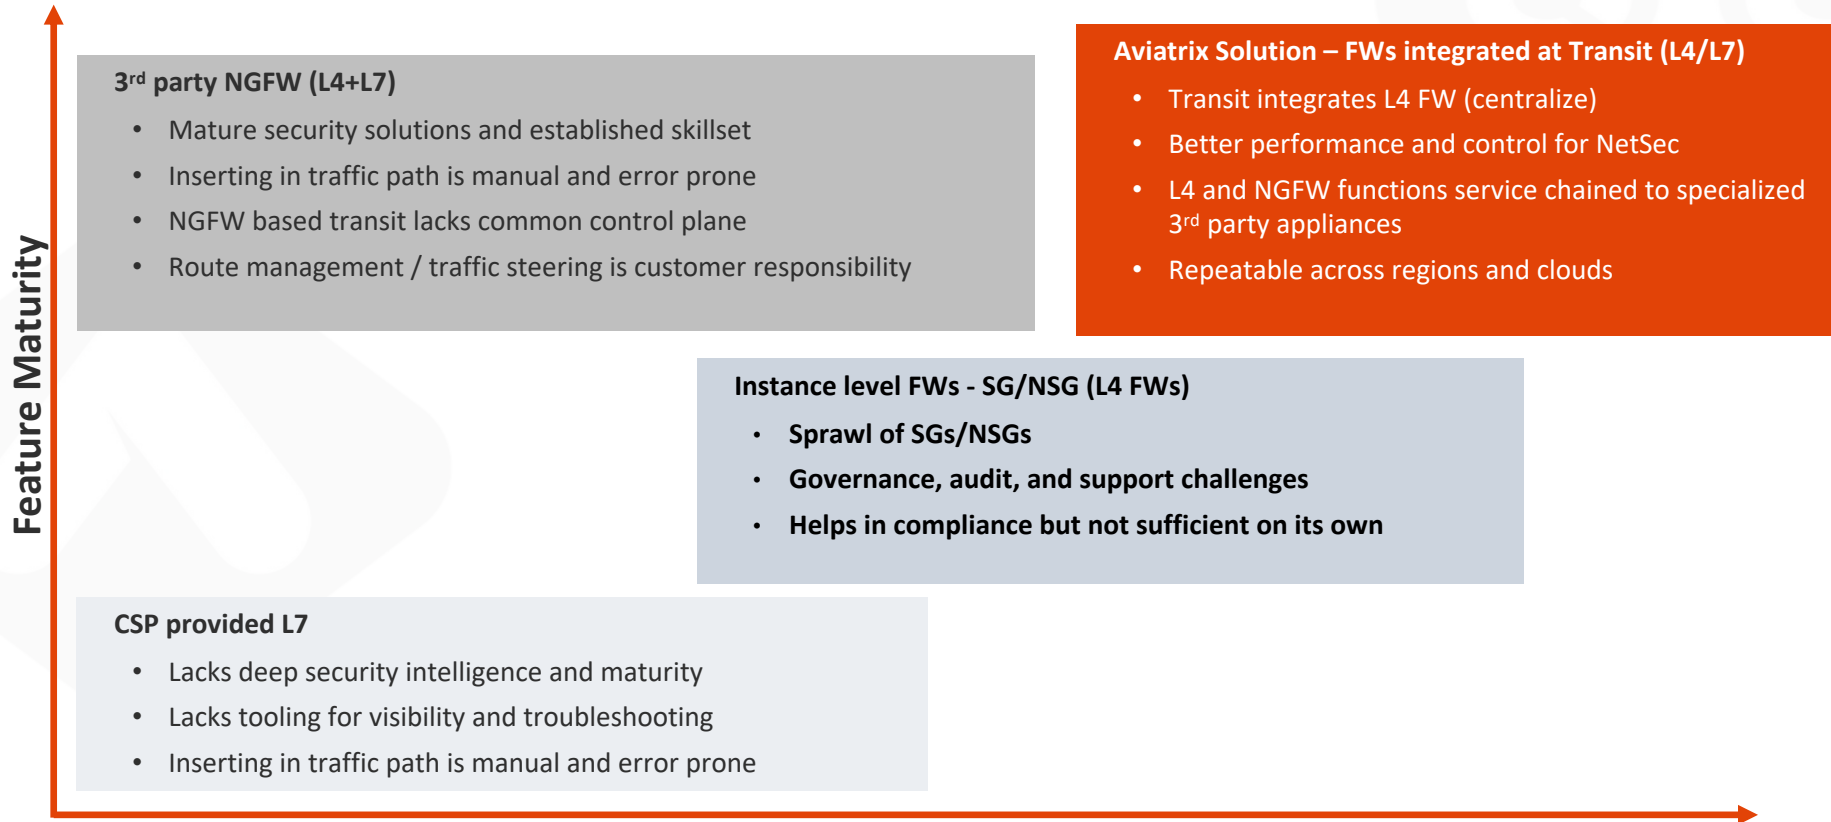 3rd party NGFW (L4+L7)
• Mature security solutions and established skillset
• Inserting in traffic path is manual and error prone
• NGFW based transit lacks common control plane
• Route management / traffic steering is customer responsibility
Aviatrix Solution – FWs integrated at Transit (L4/L7)
• Transit integrates L4 FW (centralize)
• Better performance and control for NetSec
• L4 and NGFW functions service chained to specialized
3rd party appliances
• Repeatable across regions and clouds
Feature Maturity
Instance level FWs - SG/NSG (L4 FWs)
• Sprawl of SGs/NSGs
• Governance, audit, and support challenges
• Helps in compliance but not sufficient on its own
CSP provided L7
• Lacks deep security intelligence and maturity
• Lacks tooling for visibility and troubleshooting
• Inserting in traffic path is manual and error prone